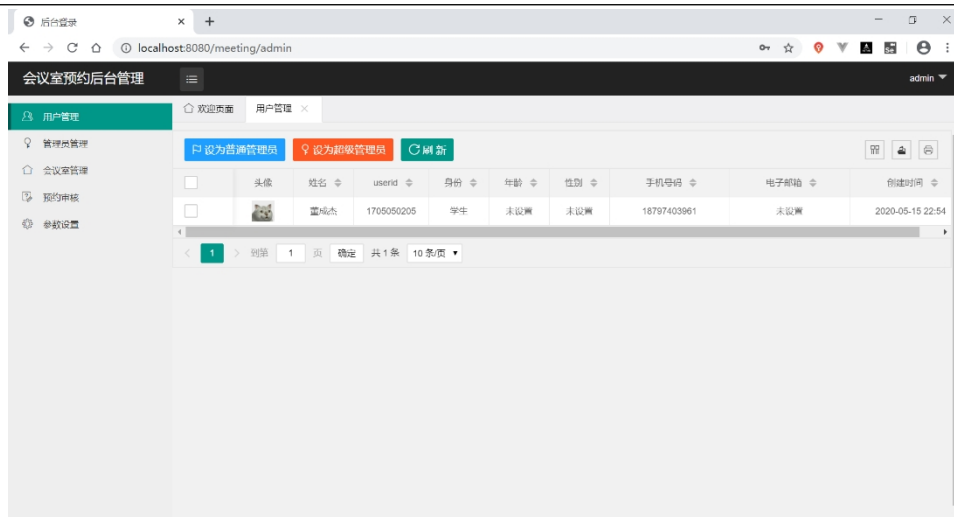 后台登录
localhost:8080/meeting/admin
会议室预约后台管理
admin
用户管理
管理员管理
会议室管理
预约审核
参数设置
欢迎页面 用户管理
设为普通管理员 设为超级管理员 刷新
头像 姓名 userid 身份 年龄 性别 手机号码 电子邮箱 创建时间
董成杰 1705050205 学生 未设置 未设置 18797403961 未设置 2020-05-15 22:54
1 到第 1 页 确定 共 1 条 10 条/页